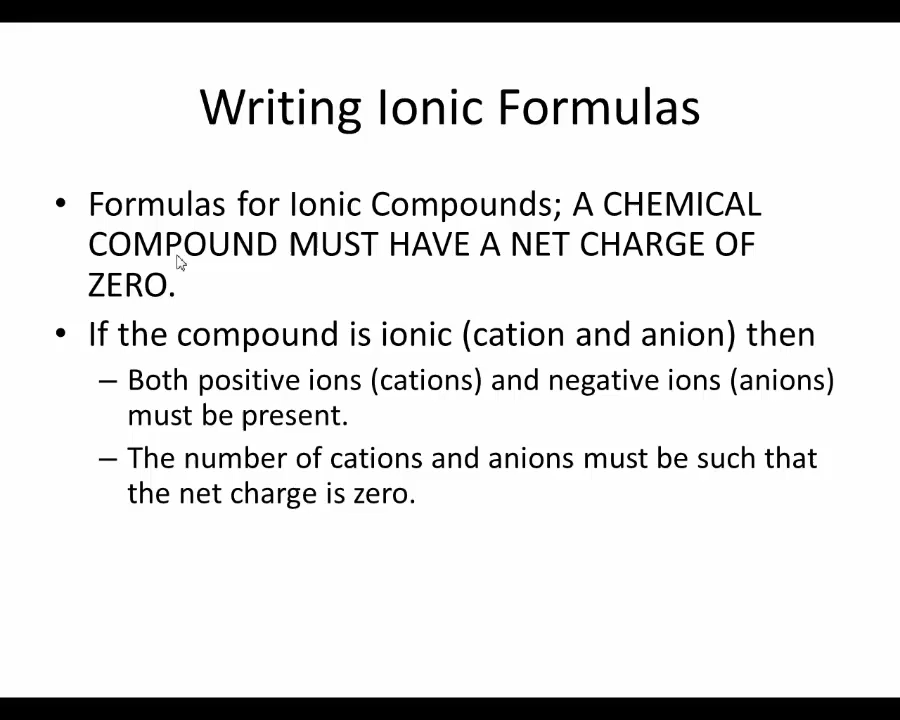 Writing Ionic Formulas
• Formulas for Ionic Compounds; A CHEMICAL
COMPOUND MUST HAVE A NET CHARGE OF
ZERO.
• If the compound is ionic (cation and anion) then
– Both positive ions (cations) and negative ions (anions)
must be present.
– The number of cations and anions must be such that
the net charge is zero.